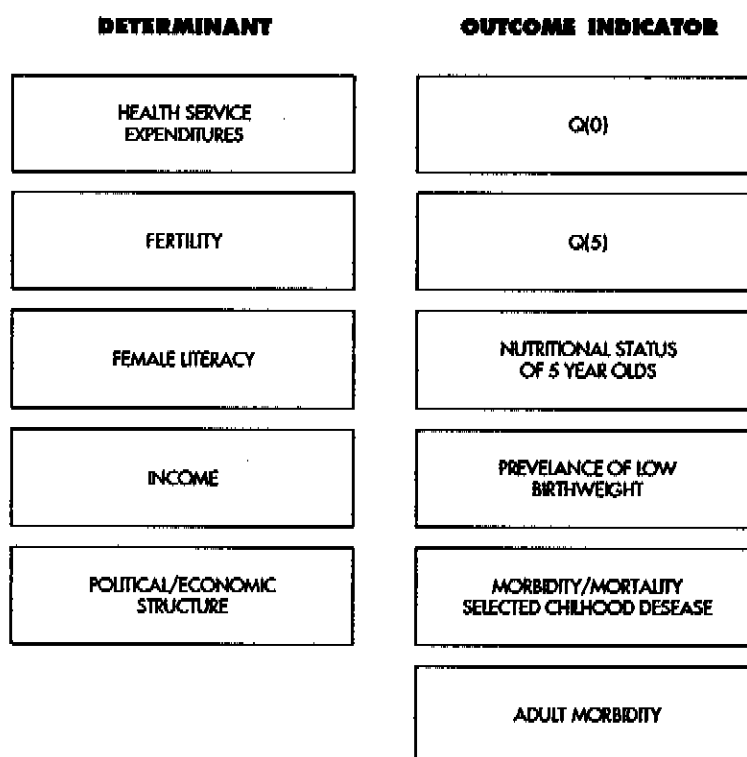 DETERMINANT
HEALTH SERVICE
EXPENDITURES
FERTILITY
FEMALE LITERACY
INCOME
POLITICAL/ECONOMIC
STRUCTURE
OUTCOME INDICATOR
Q(0)
Q(5)
NUTRITIONAL STATUS
OF 5 YEAR OLDS
PREVELANCE OF LOW
BIRTHWEIGHT
MORBIDITY/MORTALITY
SELECTED CHILHOOD DESEASE
ADULT MORBIDITY